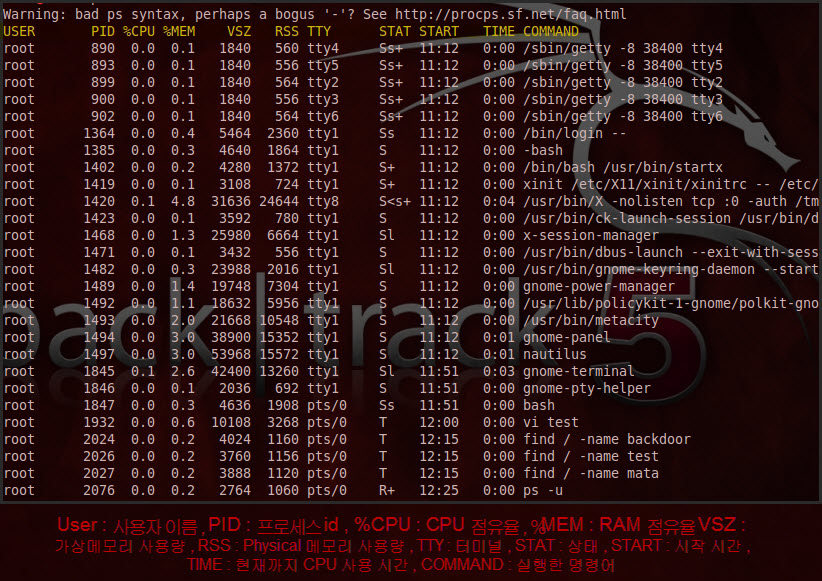 Warning: bad ps syntax, perhaps a bogus '-'? See http://procps.sf.net/faq.html
USER PID %CPU %MEM VSZ RSS TTY STAT START TIME COMMAND
root 890 0.0 0.1 1840 560 tty4 Ss+ 11:12 0:00 /sbin/getty -8 38400 tty4
root 893 0.0 0.1 1840 556 tty5 Ss+ 11:12 0:00 /sbin/getty -8 38400 tty5
root 899 0.0 0.1 1840 564 tty2 Ss+ 11:12 0:00 /sbin/getty -8 38400 tty2
root 900 0.0 0.1 1840 556 tty3 Ss+ 11:12 0:00 /sbin/getty -8 38400 tty3
root 902 0.0 0.1 1840 564 tty6 Ss+ 11:12 0:00 /sbin/getty -8 38400 tty6
root 1364 0.0 0.4 5464 2360 tty1 Ss 11:12 0:00 /bin/login --
root 1385 0.0 0.3 4640 1864 tty1 S 11:12 0:00 -bash
root 1402 0.0 0.2 4280 1372 tty1 S+ 11:12 0:00 /bin/bash /usr/bin/startx
root 1419 0.0 0.1 3108 724 tty1 S+ 11:12 0:00 xinit /etc/X11/xinit/xinitrc -- /etc/
root 1420 0.1 4.8 31636 24644 tty8 S<s+ 11:12 0:04 /usr/bin/X -nolisten tcp :0 -auth /tm
root 1423 0.0 0.1 3592 780 tty1 S 11:12 0:00 /usr/bin/ck-launch-session /usr/bin/d
root 1468 0.0 1.3 25980 6664 tty1 Sl 11:12 0:00 x-session-manager
root 1471 0.0 0.1 3432 556 tty1 S 11:12 0:00 /usr/bin/dbus-launch --exit-with-sess
root 1482 0.0 0.3 23988 2016 tty1 Sl 11:12 0:00 /usr/bin/gnome-keyring-daemon --start
root 1489 0.0 1.4 19748 7304 tty1 S 11:12 0:00 gnome-power-manager
root 1492 0.0 1.1 18632 5956 tty1 S 11:12 0:00 /usr/lib/policykit-1-gnome/polkit-gno
root 1493 0.0 2.0 21668 10548 tty1 S 11:12 0:00 /usr/bin/metacity
root 1494 0.0 3.0 38900 15352 tty1 S 11:12 0:01 gnome-panel
root 1497 0.0 3.0 53968 15572 tty1 S 11:12 0:01 nautilus
root 1845 0.1 2.6 42400 13260 tty1 Sl 11:51 0:03 gnome-terminal
root 1846 0.0 0.1 2036 692 tty1 S 11:51 0:00 gnome-pty-helper
root 1847 0.0 0.3 4636 1908 pts/0 Ss 11:51 0:00 bash
root 1932 0.0 0.6 10108 3268 pts/0 T 12:00 0:00 vi test
root 2024 0.0 0.2 4024 1160 pts/0 T 12:15 0:00 find / -name backdoor
root 2026 0.0 0.2 3760 1156 pts/0 T 12:15 0:00 find / -name test
root 2027 0.0 0.2 3888 1120 pts/0 T 12:15 0:00 find / -name mata
root 2076 0.0 0.2 2764 1060 pts/0 R+ 12:25 0:00 ps -u
back | track 5
User : 사용자 이름 , PID : 프로세스 id , %CPU : CPU 점유율 , %MEM : RAM 점유율 VSZ :
가상메모리 사용량 , RSS : Physical 메모리 사용량 , TTY : 터미널 , STAT : 상태 , START : 시작 시간 ,
TIME : 현재까지 CPU 사용 시간 , COMMAND : 실행한 명령어